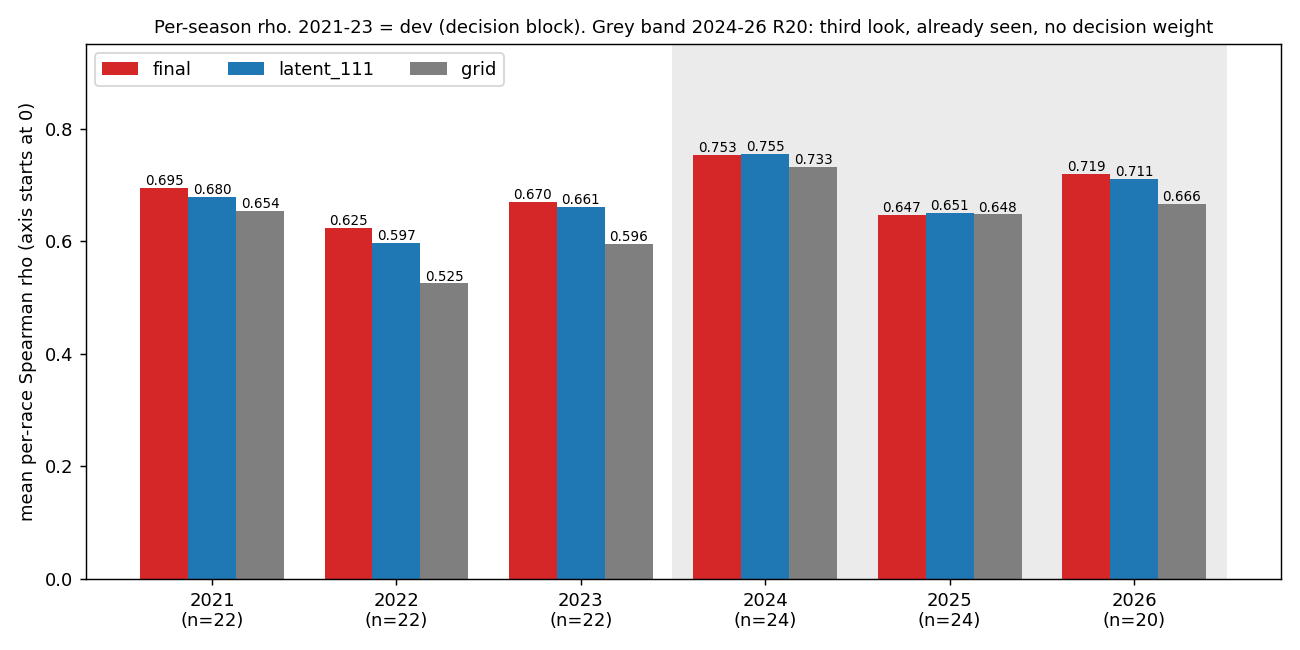 Per-season rho. 2021-23 = dev (decision block). Grey band 2024-26 R20: third look, already seen, no decision weight
final
latent_111
grid
mean per-race Spearman rho (axis starts at 0)
0.8
0.6
0.4
0.2
0.0
0.695
0.680
0.654
0.625
0.597
0.525
0.670
0.661
0.596
0.753
0.755
0.733
0.647
0.651
0.648
0.719
0.711
0.666
2021
(n=22)
2022
(n=22)
2023
(n=22)
2024
(n=24)
2025
(n=24)
2026
(n=20)